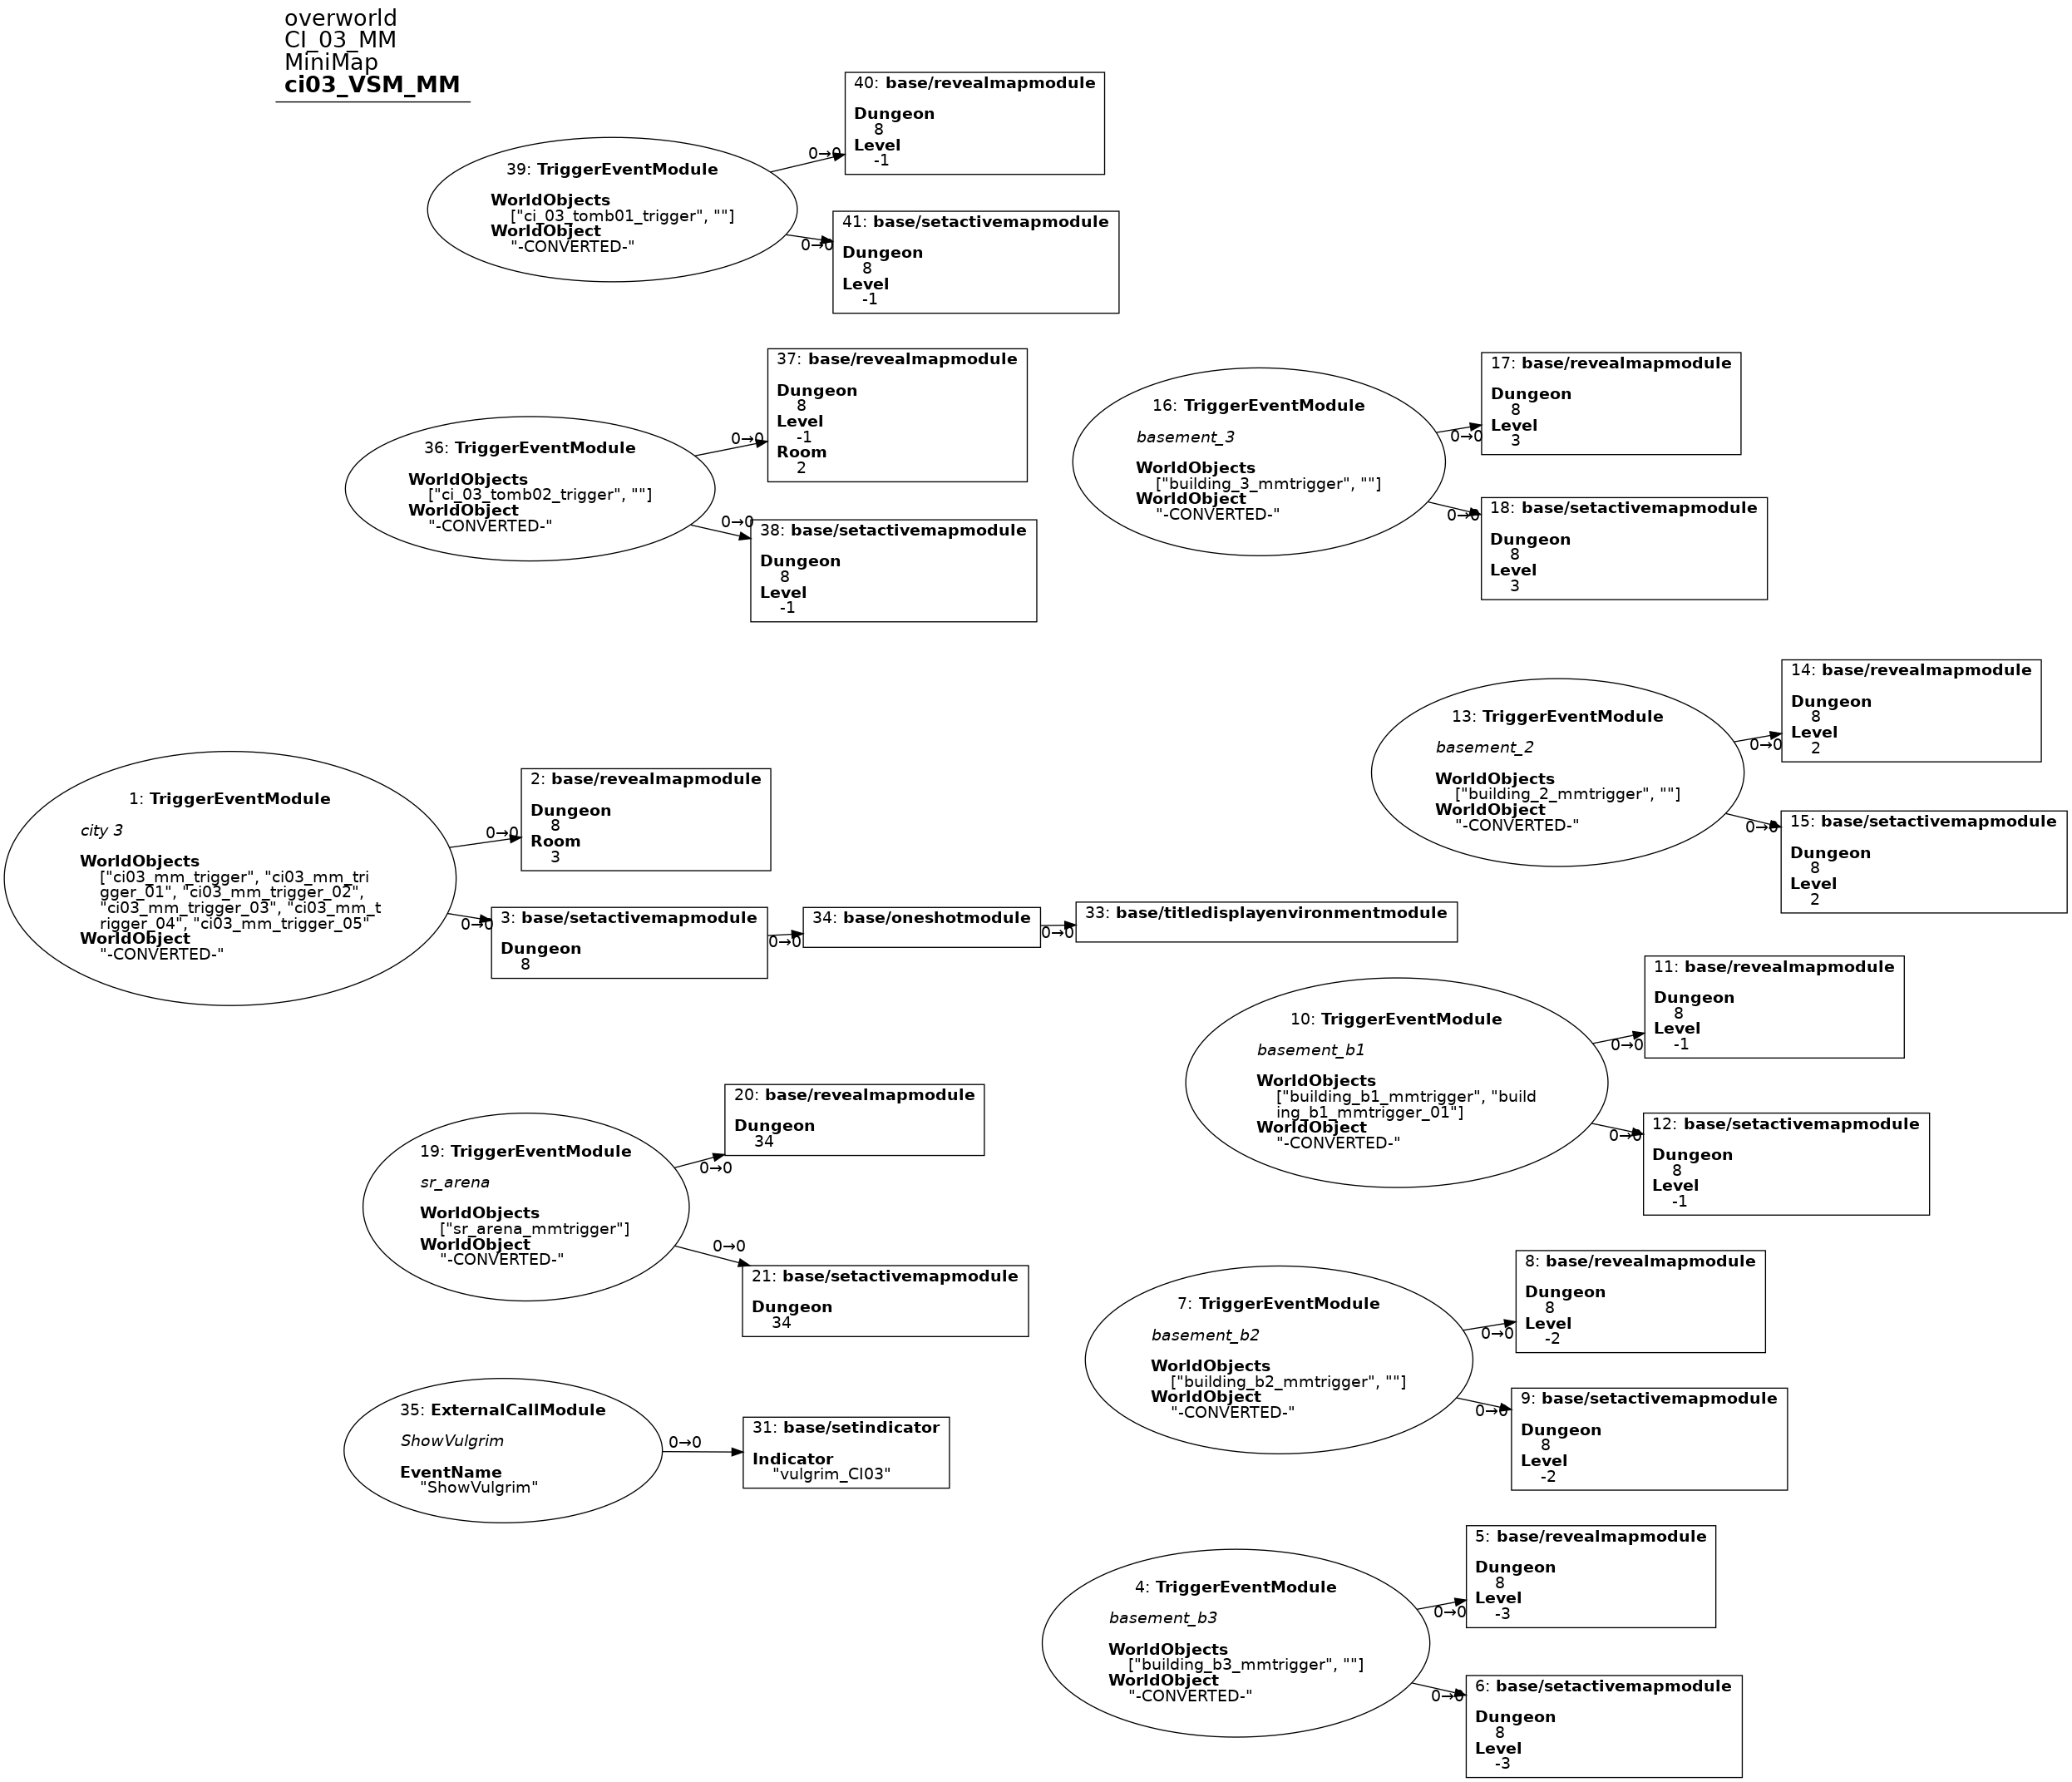 overworld
CI_03_MM
MiniMap
ci03_VSM_MM
40: base/revealmapmodule
Dungeon
8
Level
-1
39: TriggerEventModule
WorldObjects
["ci_03_tomb01_trigger", ""]
WorldObject
"-CONVERTED-"
0→0
0→0
41: base/setactivemapmodule
Dungeon
8
Level
-1
37: base/revealmapmodule
Dungeon
8
Level
-1
Room
2
36: TriggerEventModule
WorldObjects
["ci_03_tomb02_trigger", ""]
WorldObject
"-CONVERTED-"
0→0
0→0
38: base/setactivemapmodule
Dungeon
8
Level
-1
16: TriggerEventModule
basement_3
WorldObjects
["building_3_mmtrigger", ""]
WorldObject
"-CONVERTED-"
0→0
0→0
17: base/revealmapmodule
Dungeon
8
Level
3
18: base/setactivemapmodule
Dungeon
8
Level
3
13: TriggerEventModule
basement_2
WorldObjects
["building_2_mmtrigger", ""]
WorldObject
"-CONVERTED-"
0→0
0→0
14: base/revealmapmodule
Dungeon
8
Level
2
15: base/setactivemapmodule
Dungeon
8
Level
2
1: TriggerEventModule
city 3
WorldObjects
["ci03_mm_trigger", "ci03_mm_tri
gger_01", "ci03_mm_trigger_02",
"ci03_mm_trigger_03", "ci03_mm_t
rigger_04", "ci03_mm_trigger_05"
WorldObject
"-CONVERTED-"
0→0
0→0
2: base/revealmapmodule
Dungeon
8
Room
3
3: base/setactivemapmodule
Dungeon
8
0→0
34: base/oneshotmodule
0→0
33: base/titledisplayenvironmentmodule
10: TriggerEventModule
basement_b1
WorldObjects
["building_b1_mmtrigger", "build
ing_b1_mmtrigger_01"]
WorldObject
"-CONVERTED-"
0→0
0→0
11: base/revealmapmodule
Dungeon
8
Level
-1
12: base/setactivemapmodule
Dungeon
8
Level
-1
19: TriggerEventModule
sr_arena
WorldObjects
["sr_arena_mmtrigger"]
WorldObject
"-CONVERTED-"
0→0
0→0
20: base/revealmapmodule
Dungeon
34
21: base/setactivemapmodule
Dungeon
34
7: TriggerEventModule
basement_b2
WorldObjects
["building_b2_mmtrigger", ""]
WorldObject
"-CONVERTED-"
0→0
0→0
8: base/revealmapmodule
Dungeon
8
Level
-2
9: base/setactivemapmodule
Dungeon
8
Level
-2
35: ExternalCallModule
ShowVulgrim
EventName
"ShowVulgrim"
0→0
31: base/setindicator
Indicator
"vulgrim_CI03"
4: TriggerEventModule
basement_b3
WorldObjects
["building_b3_mmtrigger", ""]
WorldObject
"-CONVERTED-"
0→0
0→0
5: base/revealmapmodule
Dungeon
8
Level
-3
6: base/setactivemapmodule
Dungeon
8
Level
-3